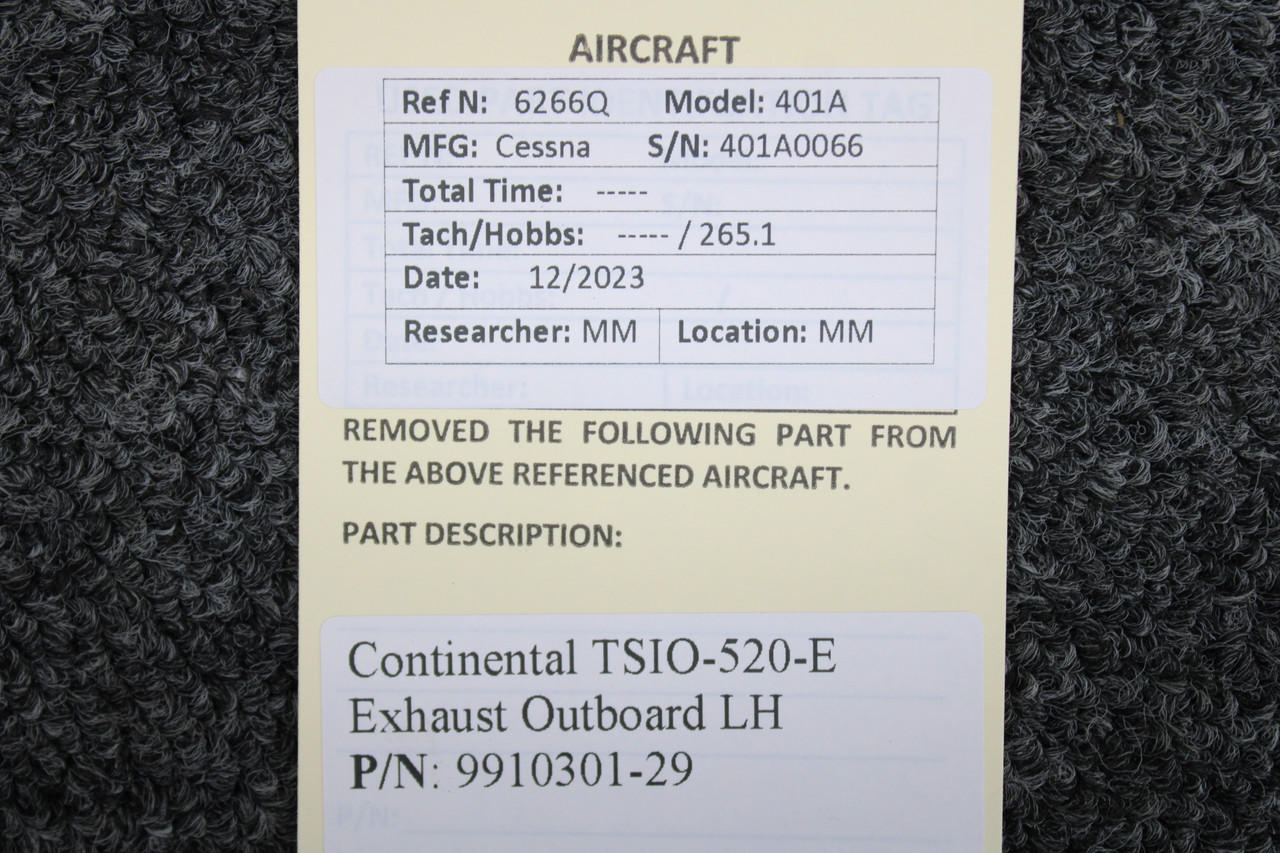 AIRCRAFT
Ref N: 6266Q Model: 401A
MFG: Cessna S/N: 401A0066
Total Time: -----
Tach/Hobbs: ----- / 265.1
Date: 12/2023
Researcher: MM Location: MM
Researcher: Location:
REMOVED THE FOLLOWING PART FROM
THE ABOVE REFERENCED AIRCRAFT.
PART DESCRIPTION:
Continental TSIO-520-E
Exhaust Outboard LH
P/N: 9910301-29
P/N: